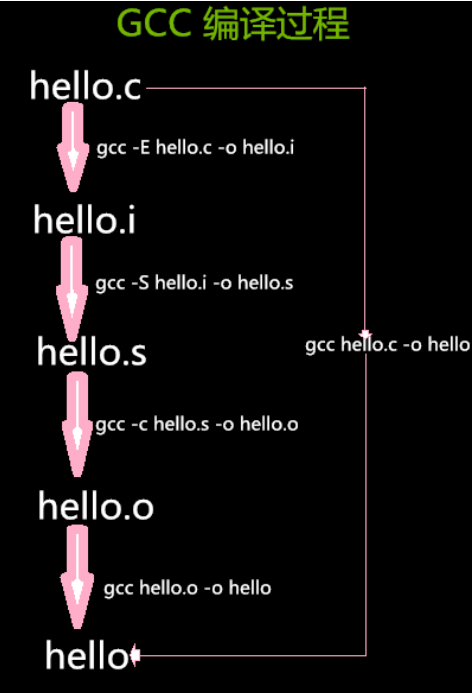 GCC 编译过程
hello.c
gcc -E hello.c -o hello.i
hello.i
gcc -S hello.i -o hello.s
gcc hello.c -o hello
hello.s
gcc -c hello.s -o hello.o
hello.o
gcc hello.o -o hello
hello